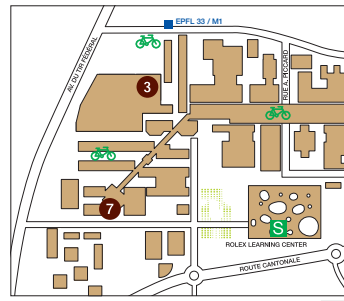 EPFL 33 / M1
AV. DU TIR FÉDÉRAL
RUE A. PICCARD
3
7
S
ROLEX LEARNING CENTER
ROUTE CANTONALE